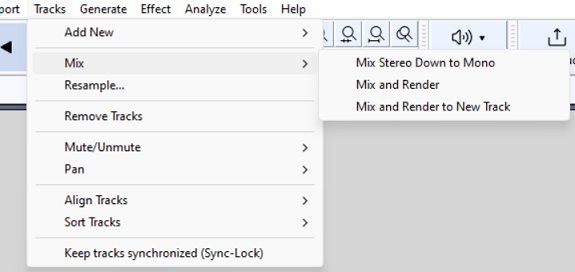 port Tracks Generate Effect Analyze Tools Help
Add New
Mix
Mix Stereo Down to Mono
Resample...
Mix and Render
Mix and Render to New Track
Remove Tracks
Mute/Unmute
Pan
Align Tracks
Sort Tracks
Keep tracks synchronized (Sync-Lock)